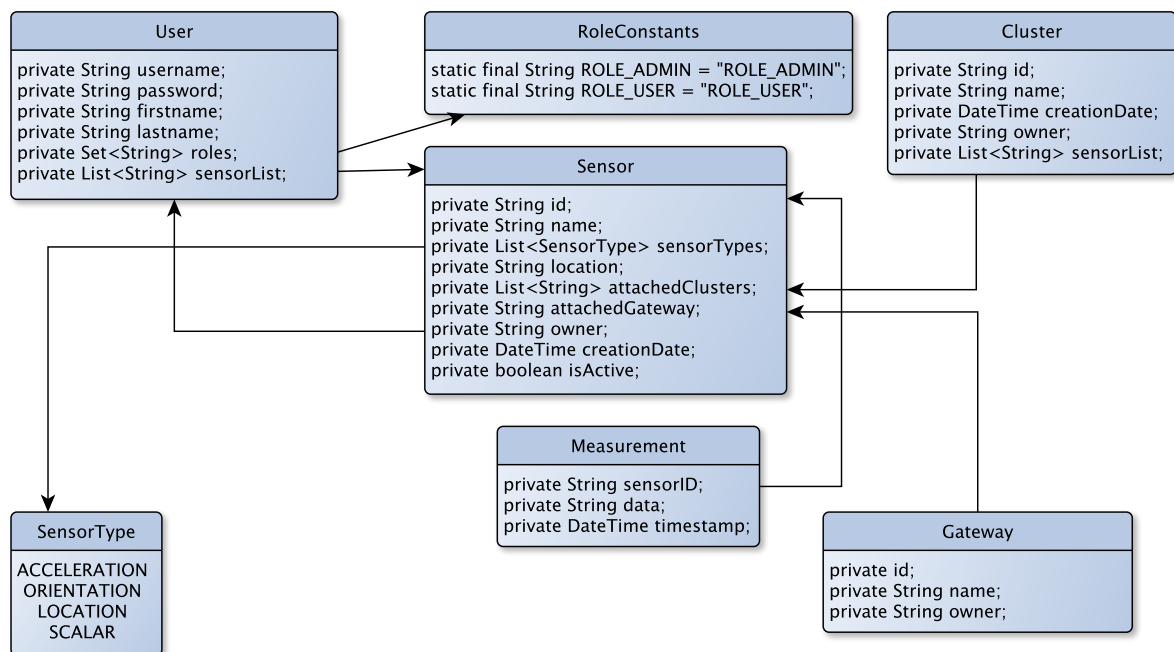 User
private String username;
private String password;
private String firstname;
private String lastname;
private Set<String> roles;
private List<String> sensorList;
RoleConstants
static final String ROLE_ADMIN = "ROLE_ADMIN";
static final String ROLE_USER = "ROLE_USER";
Cluster
private String id;
private String name;
private DateTime creationDate;
private String owner;
private List<String> sensorList;
Sensor
private String id;
private String name;
private List<SensorType> sensorTypes;
private String location;
private List<String> attachedClusters;
private String attachedGateway;
private String owner;
private DateTime creationDate;
private boolean isActive;
Measurement
private String sensorID;
private String data;
private DateTime timestamp;
SensorType
ACCELERATION
ORIENTATION
LOCATION
SCALAR
Gateway
private id;
private String name;
private String owner;